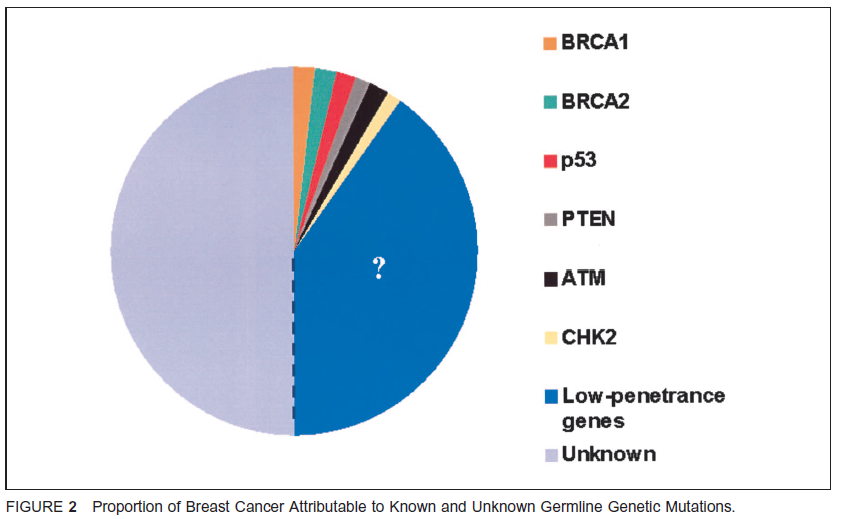 BRCA1
BRCA2
p53
PTEN
ATM
CHK2
Low-penetrance
genes
Unknown
?
FIGURE 2 Proportion of Breast Cancer Attributable to Known and Unknown Germline Genetic Mutations.